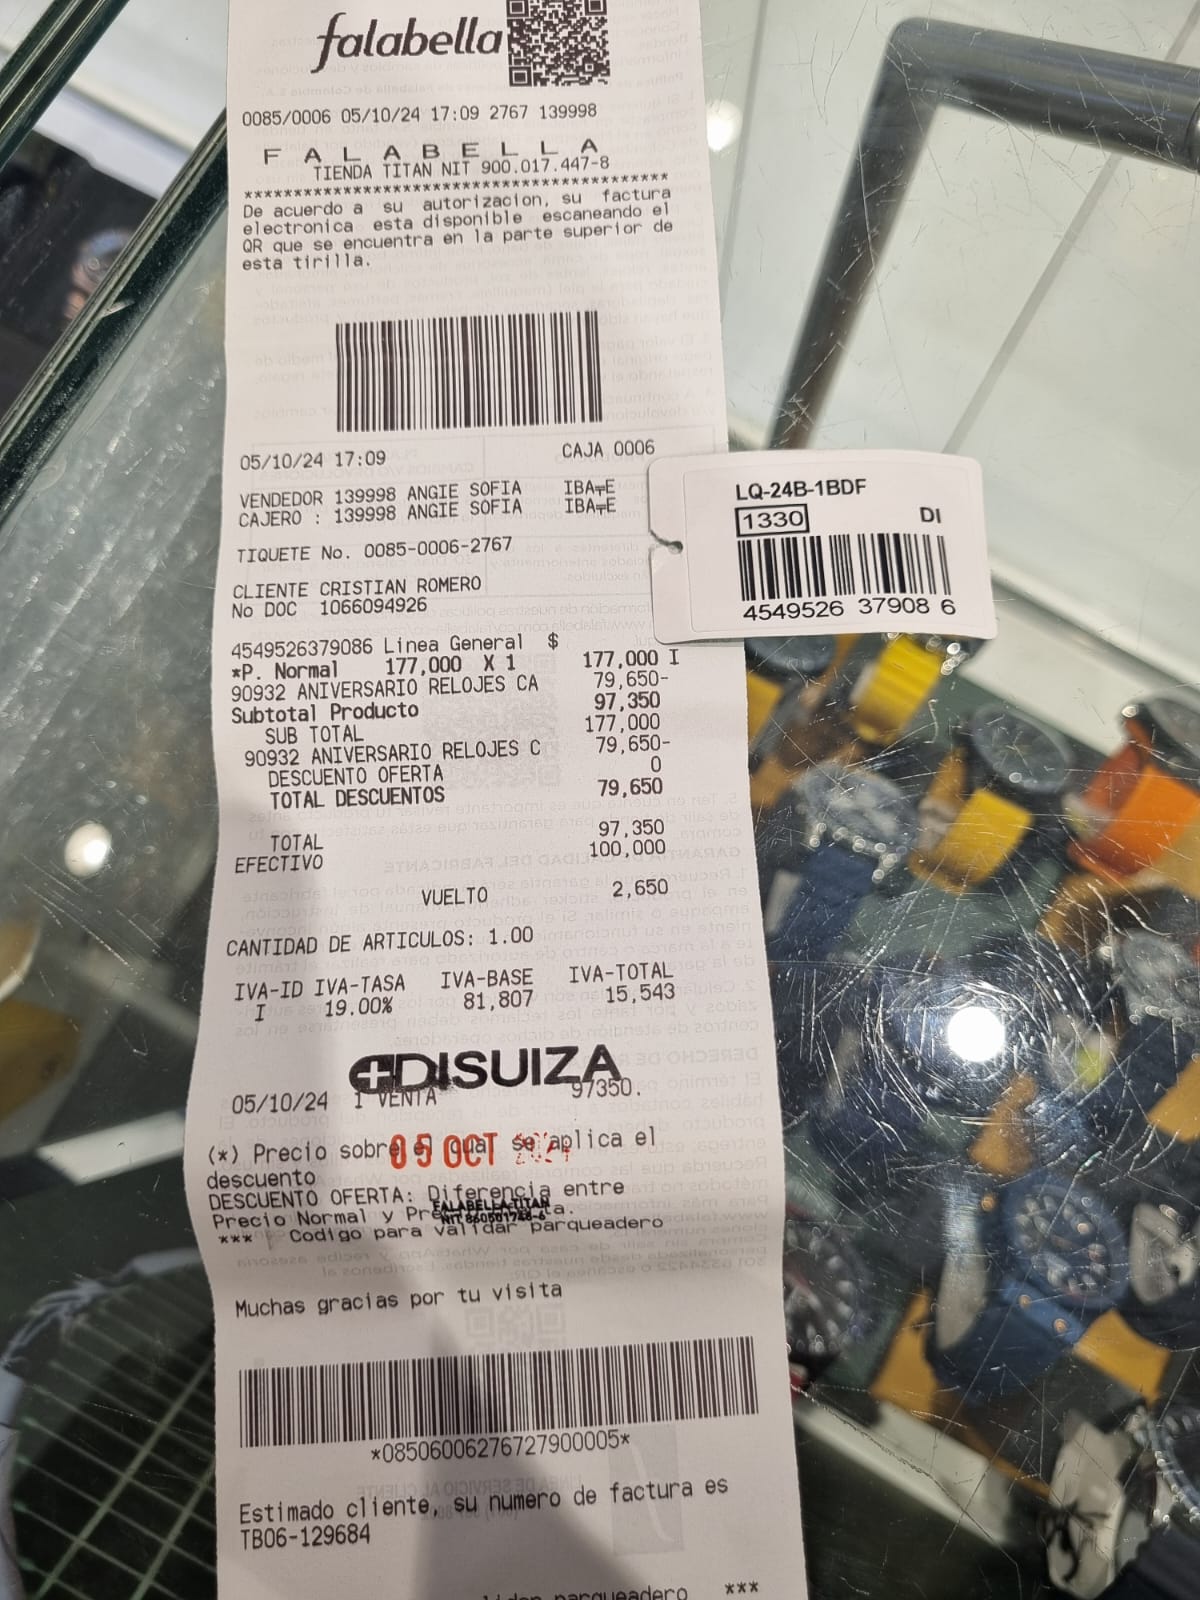 falabella
0085/0006 05/10/24 17:09 2767 139998
F A L A B E L L A
TIENDA TITAN NIT 900.017.447-8
******************************************
De acuerdo a su autorizacion, su factura
electronica esta disponible escaneando el
QR que se encuentra en la parte superior de
esta tirilla.
05/10/24 17:09 CAJA 0006
VENDEDOR 139998 ANGIE SOFIA
CAJERO : 139998 ANGIE SOFIA
TIQUETE No. 0085-0006-2767
CLIENTE CRISTIAN ROMERO
No DOC 1066094926
4549526379086 Linea General $
*P. Normal 177,000 X 1 177,000 I
90932 ANIVERSARIO RELOJES CA 79,650-
Subtotal Producto 97,350
SUB TOTAL 177,000
90932 ANIVERSARIO RELOJES C 79,650-
DESCUENTO OFERTA 0
TOTAL DESCUENTOS 79,650
TOTAL 97,350
EFECTIVO 100,000
VUELTO 2,650
CANTIDAD DE ARTICULOS: 1.00
IVA-ID IVA-TASA IVA-BASE IVA-TOTAL
I 19.00% 81,807 15,543
DISUIZA
05/10/24 1 VENTA 97350.
(*) Precio sobre el cual se aplica el
05 OCT 2024
descuento
DESCUENTO OFERTA: Diferencia entre
Precio Normal y
FALABELLA-TITAN
*** Codigo para validar parqueadero
Muchas gracias por tu visita
*08506006276727900005*
Estimado cliente, su numero de factura es
TB06-129684
parqueadero ***
LQ-24B-1BDF
1330 DI
4549526 37908 6